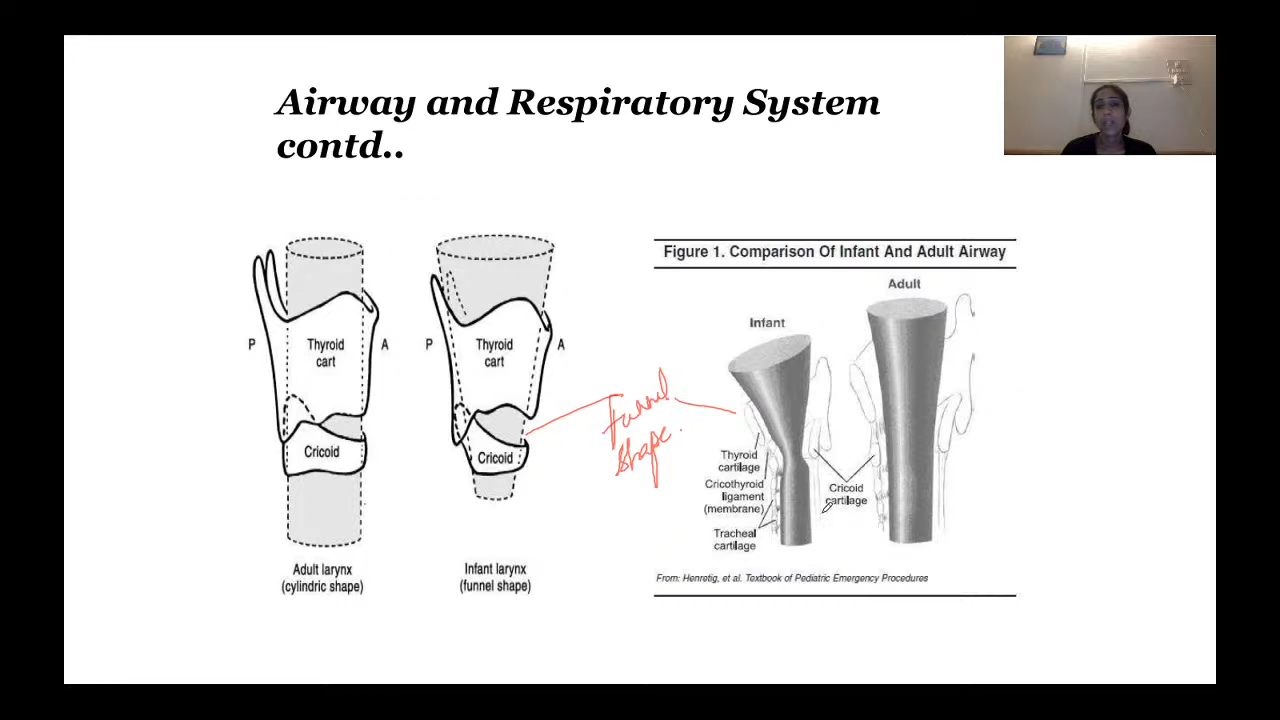 Airway and Respiratory System
contd..
P
Thyroid
cart
A
Cricoid
Adult larynx
(cylindric shape)
P
Thyroid
cart
A
Cricoid
Infant larynx
(funnel shape)
Funnel
shape.
Figure 1. Comparison Of Infant And Adult Airway
Infant
Adult
Thyroid
cartilage
Cricothyroid
ligament
(membrane)
Tracheal
cartilage
Cricoid
cartilage
From: Henretig, et al. Textbook of Pediatric Emergency Procedures